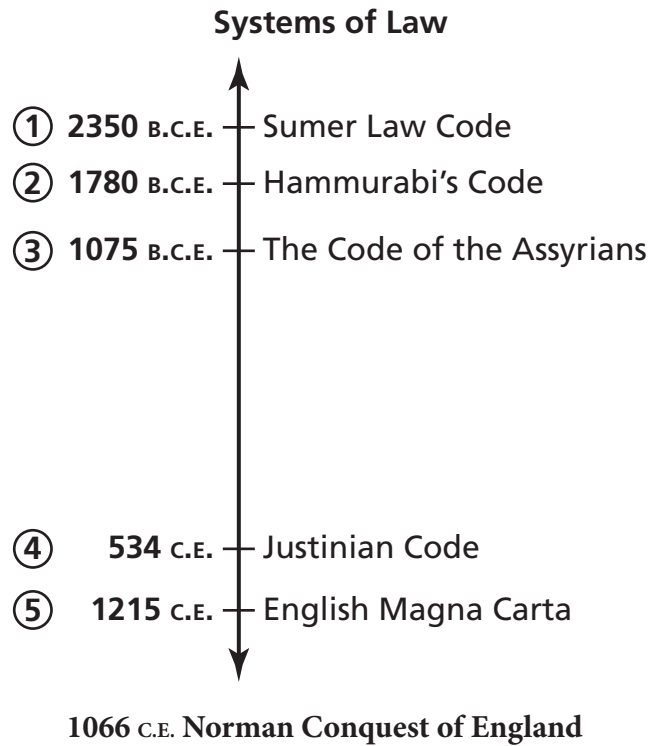 Systems of Law
① 2350 B.C.E. Sumer Law Code
② 1780 B.C.E. Hammurabi's Code
③ 1075 B.C.E. The Code of the Assyrians
④ 534 C.E. Justinian Code
⑤ 1215 C.E. English Magna Carta
1066 C.E. Norman Conquest of England